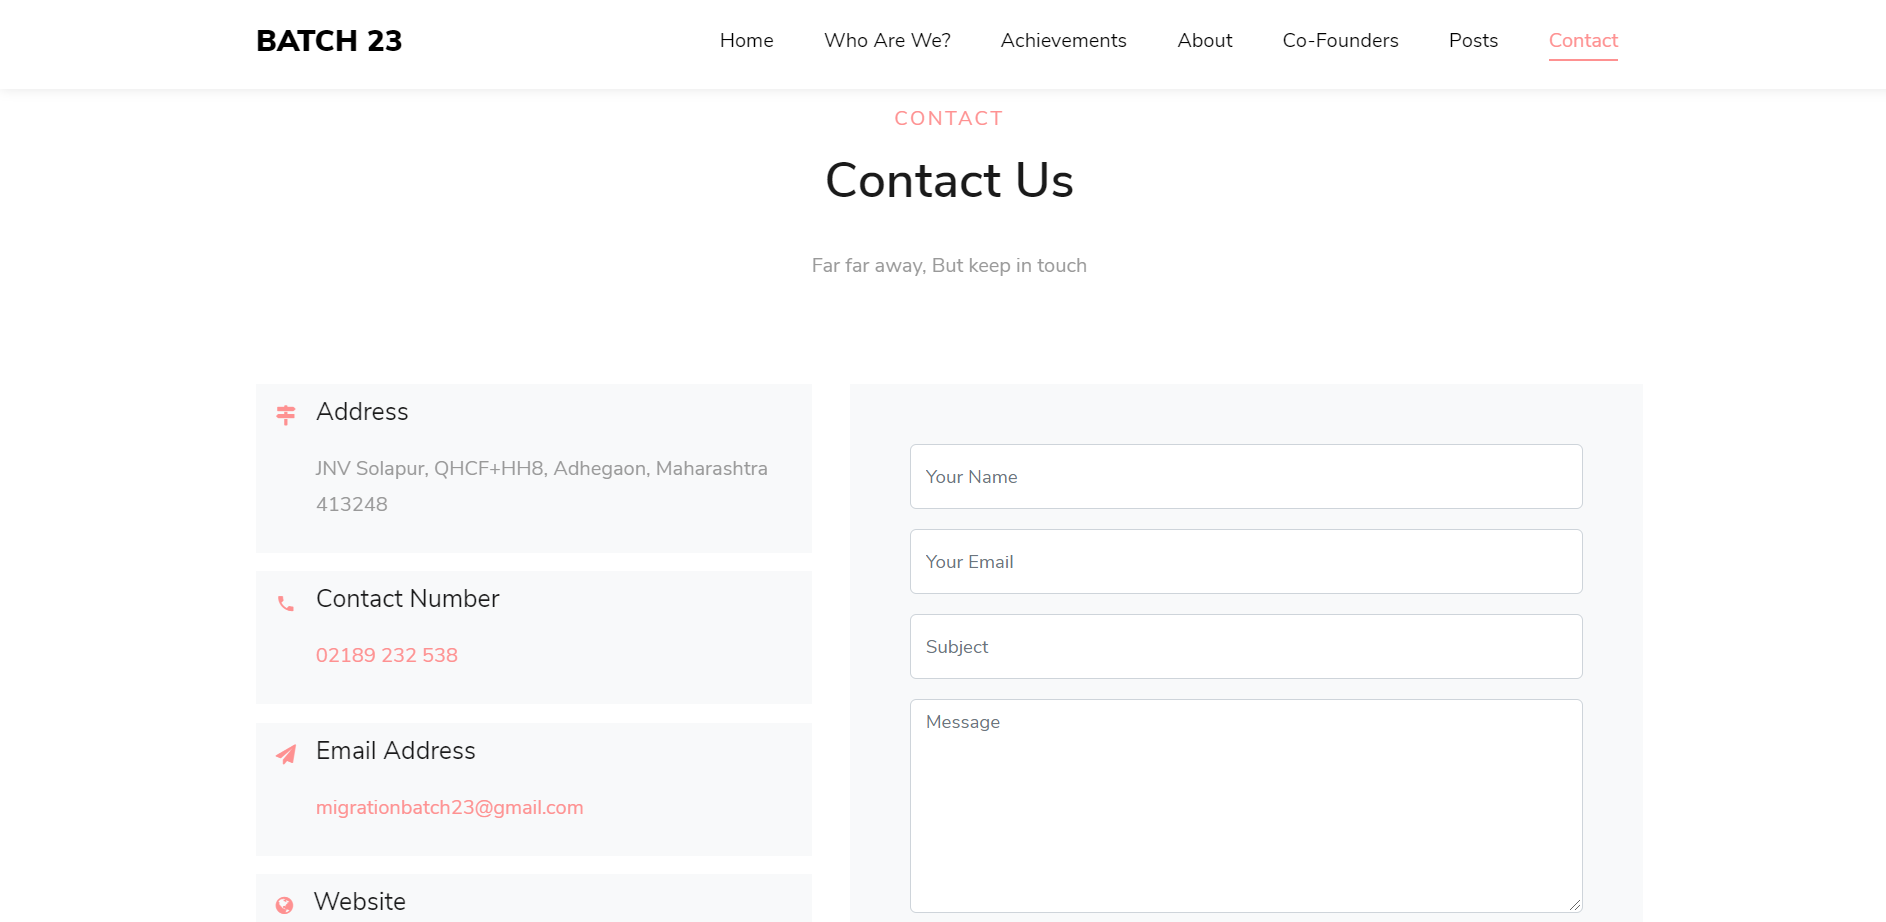 BATCH 23
Home Who Are We? Achievements About Co-Founders Posts Contact
CONTACT
Contact Us
Far far away, But keep in touch
Address
JNV Solapur, QHCF+HH8, Adhegaon, Maharashtra
413248
Contact Number
02189 232 538
Email Address
migrationbatch23@gmail.com
Website
Your Name
Your Email
Subject
Message